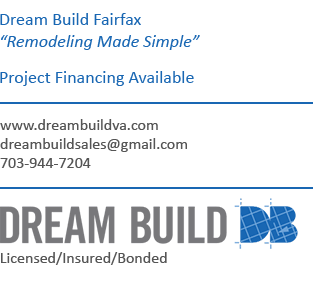 Dream Build Fairfax
“Remodeling Made Simple”
Project Financing Available
www.dreambuildva.com
dreambuildsales@gmail.com
703-944-7204
DREAM BUILD DB
Licensed/Insured/Bonded